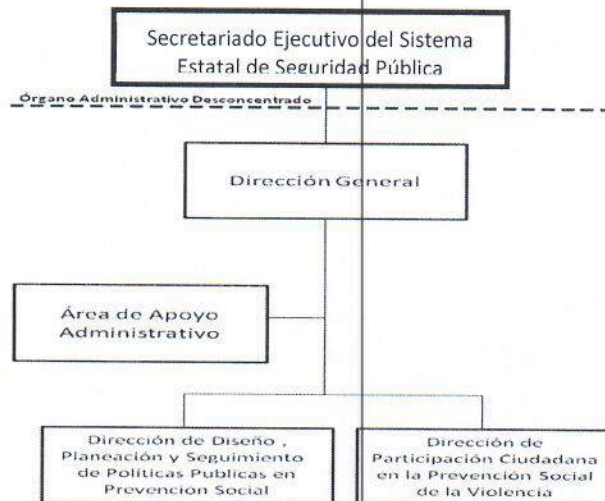 Secretariado Ejecutivo del Sistema
Estatal de Seguridad Pública
Órgano Administrativo Desconcentrado
Dirección General
Área de Apoyo
Administrativo
Dirección de Diseño ,
Planeación y Seguimiento
de Políticas Publicas en
Prevención Social
Dirección de
Participación Ciudadana
en la Prevención Social
de la Violencia